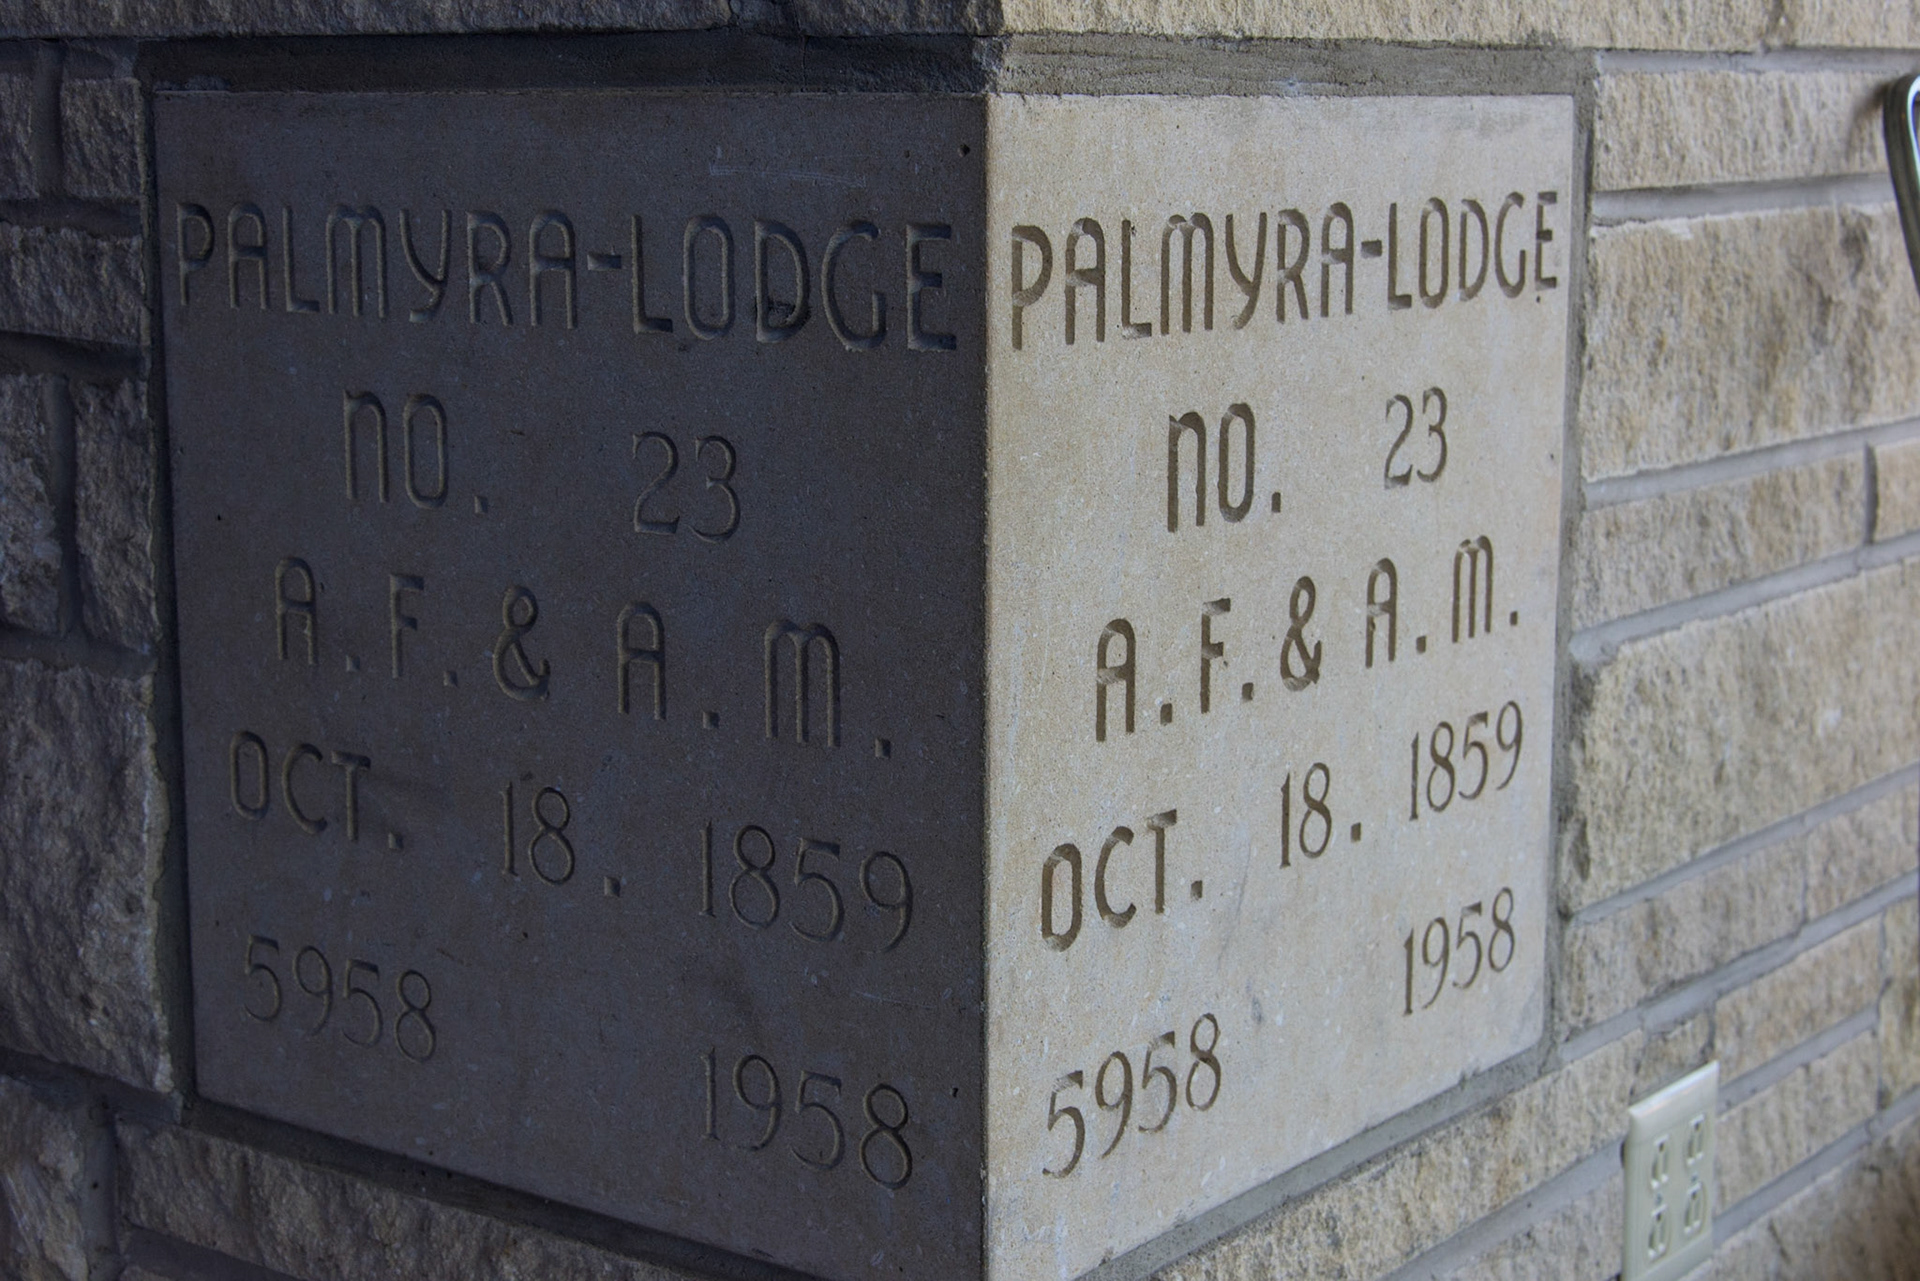 PALMYRA-LODGE
NO. 23
A.F.& A.M.
OCT. 18. 1859
5958 1958
PALMYRA-LODGE
NO. 23
A.F.& A.M.
OCT. 18. 1859
5958 1958